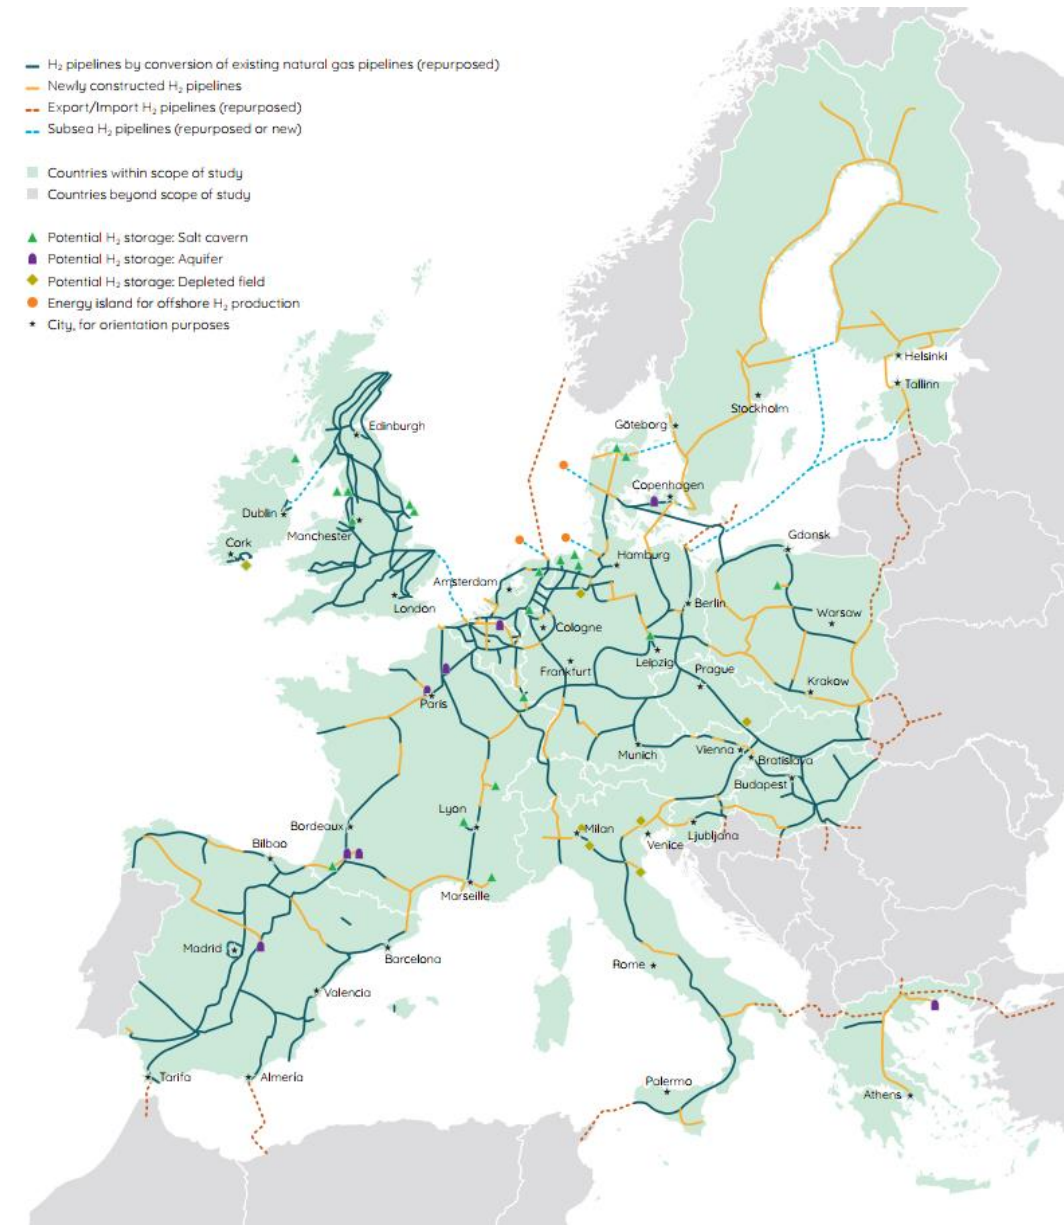 H₂ pipelines by conversion of existing natural gas pipelines (repurposed)
Newly constructed H₂ pipelines
Export/Import H₂ pipelines (repurposed)
Subsea H₂ pipelines (repurposed or new)
Countries within scope of study
Countries beyond scope of study
Potential H₂ storage: Salt cavern
Potential H₂ storage: Aquifer
Potential H₂ storage: Depleted field
Energy island for offshore H₂ production
City, for orientation purposes
Helsinki
Tallinn
Stockholm
Göteborg
Edinburgh
Copenhagen
Dublin
Manchester
Gdansk
Cork
Hamburg
Amsterdam
London
Berlin
Warsaw
Cologne
Frankfurt
Leipzig
Prague
Krakow
Paris
Munich
Vienna
Bratislava
Budapest
Lyon
Bordeaux
Milan
Venice
Ljubljana
Bilbao
Marseille
Madrid
Barcelona
Rome
Valencia
Tarifa
Almería
Palermo
Athens